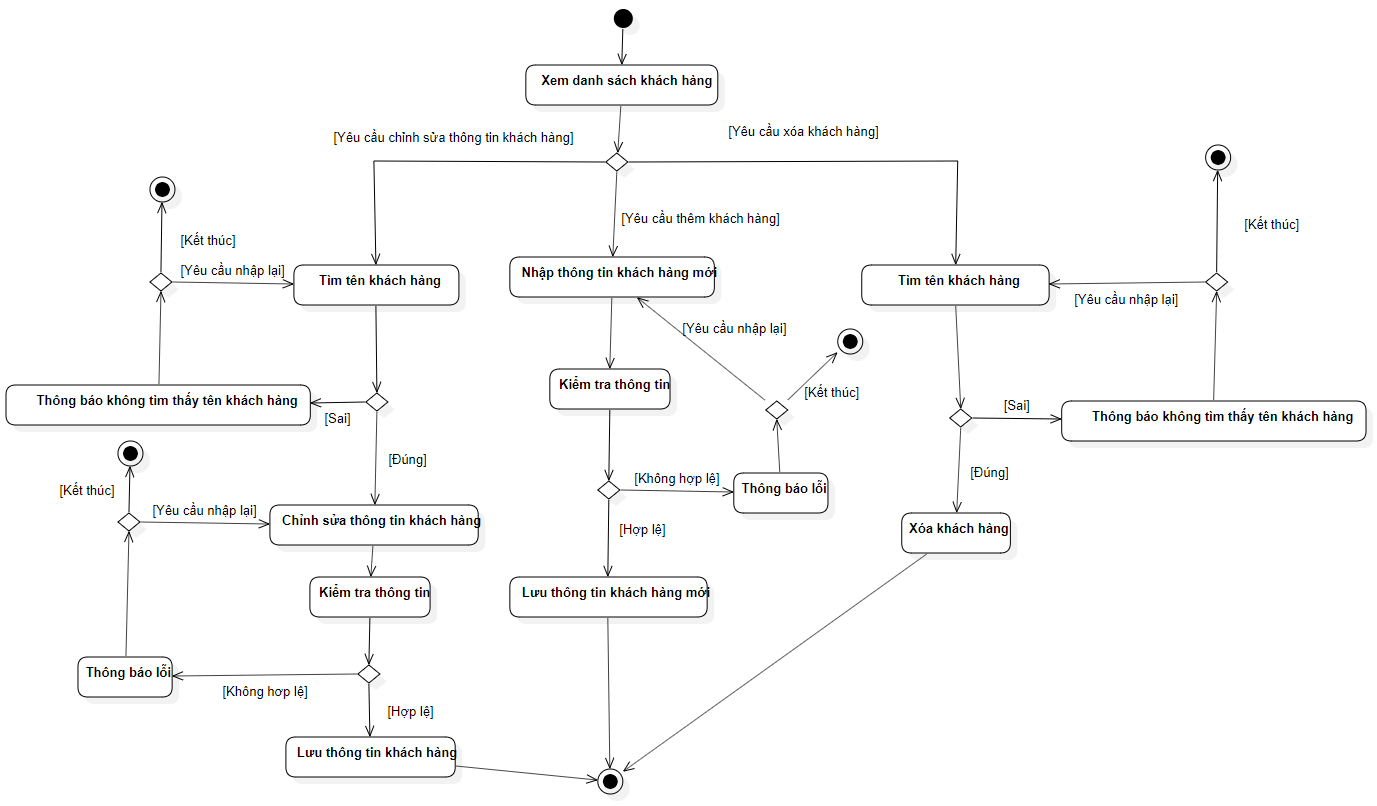 Xem danh sách khách hàng
[Yêu cầu chỉnh sửa thông tin khách hàng]
[Yêu cầu xóa khách hàng]
[Yêu cầu thêm khách hàng]
[Kết thúc]
[Yêu cầu nhập lại]
Tìm tên khách hàng
Nhập thông tin khách hàng mới
Tìm tên khách hàng
[Kết thúc]
[Yêu cầu nhập lại]
[Yêu cầu nhập lại]
Thông báo không tìm thấy tên khách hàng
[Sai]
Kiểm tra thông tin
[Kết thúc]
[Sai]
Thông báo không tìm thấy tên khách hàng
[Đúng]
[Không hợp lệ]
Thông báo lỗi
[Đúng]
[Kết thúc]
[Yêu cầu nhập lại]
Chỉnh sửa thông tin khách hàng
[Hợp lệ]
Xóa khách hàng
Kiểm tra thông tin
Lưu thông tin khách hàng mới
Thông báo lỗi
[Không hơp lệ]
[Hợp lệ]
Lưu thông tin khách hàng